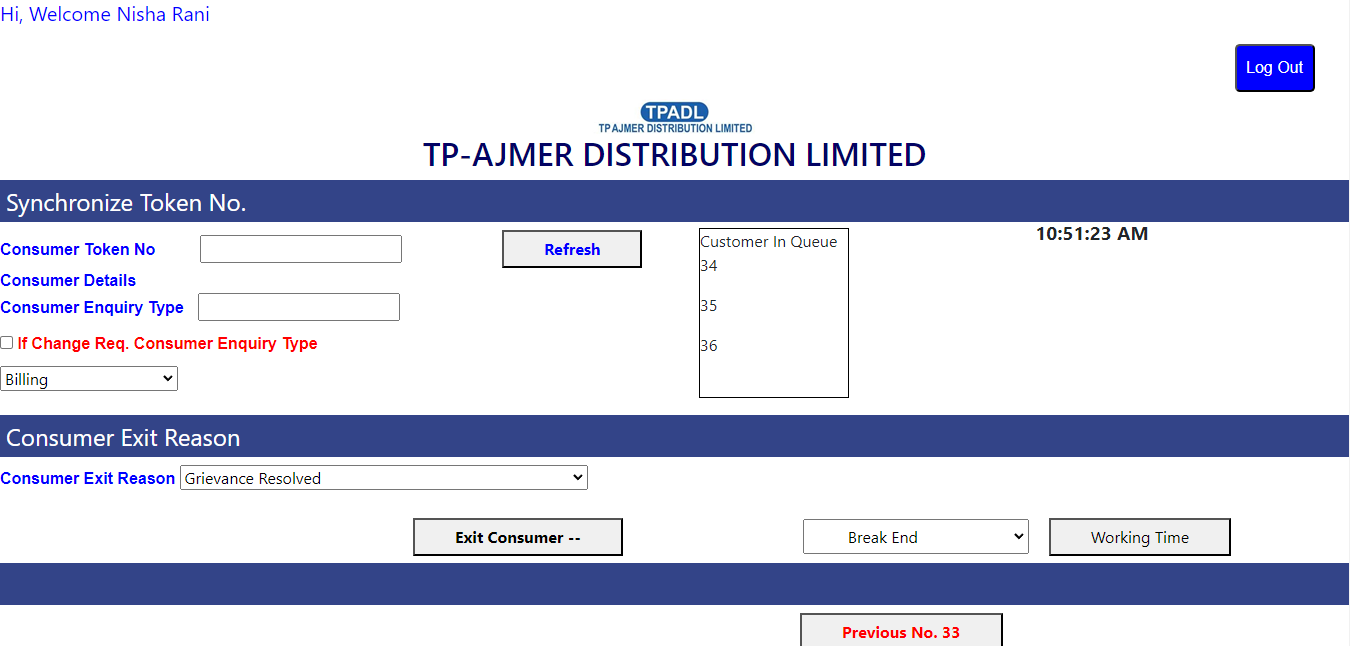 Hi, Welcome Nisha Rani
Log Out
TPADL
TP AJMER DISTRIBUTION LIMITED
TP-AJMER DISTRIBUTION LIMITED
Synchronize Token No.
Consumer Token No
Refresh
Customer In Queue
34
35
36
10:51:23 AM
Consumer Details
Consumer Enquiry Type
If Change Req. Consumer Enquiry Type
Billing
Consumer Exit Reason
Consumer Exit Reason Grievance Resolved
Exit Consumer --
Break End
Working Time
Previous No. 33